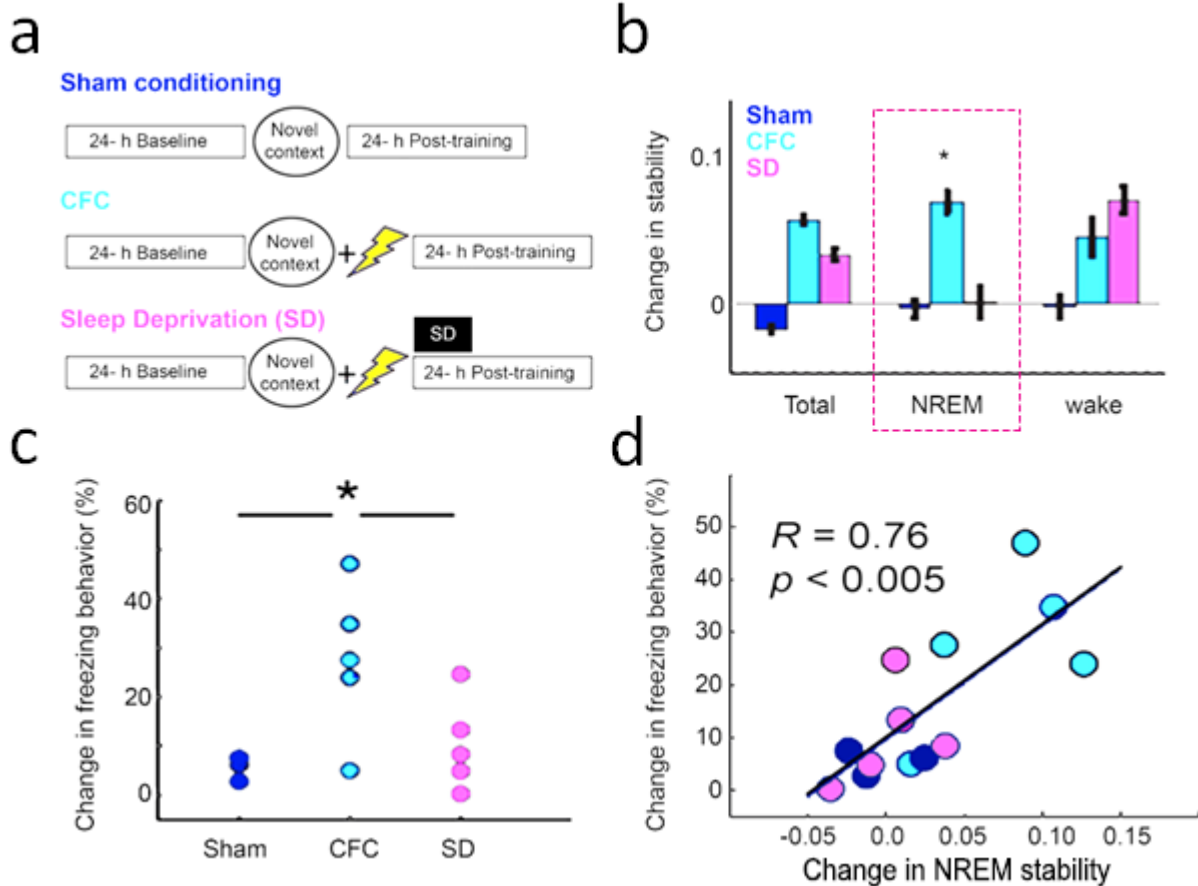 a
Sham conditioning
24- h Baseline
Novel
context
24- h Post-training
CFC
24- h Baseline
Novel
context
+
24- h Post-training
Sleep Deprivation (SD)
SD
24- h Baseline
Novel
context
+
24- h Post-training
b
Change in stability
Sham
CFC
SD
0.1
*
0
Total
NREM
wake
c
Change in freezing behavior (%)
60
40
20
0
*
Sham
CFC
SD
d
Change in freezing behavior (%)
50
40
30
20
10
0
R = 0.76
p < 0.005
-0.05
0.0
0.05
0.10
0.15
Change in NREM stability